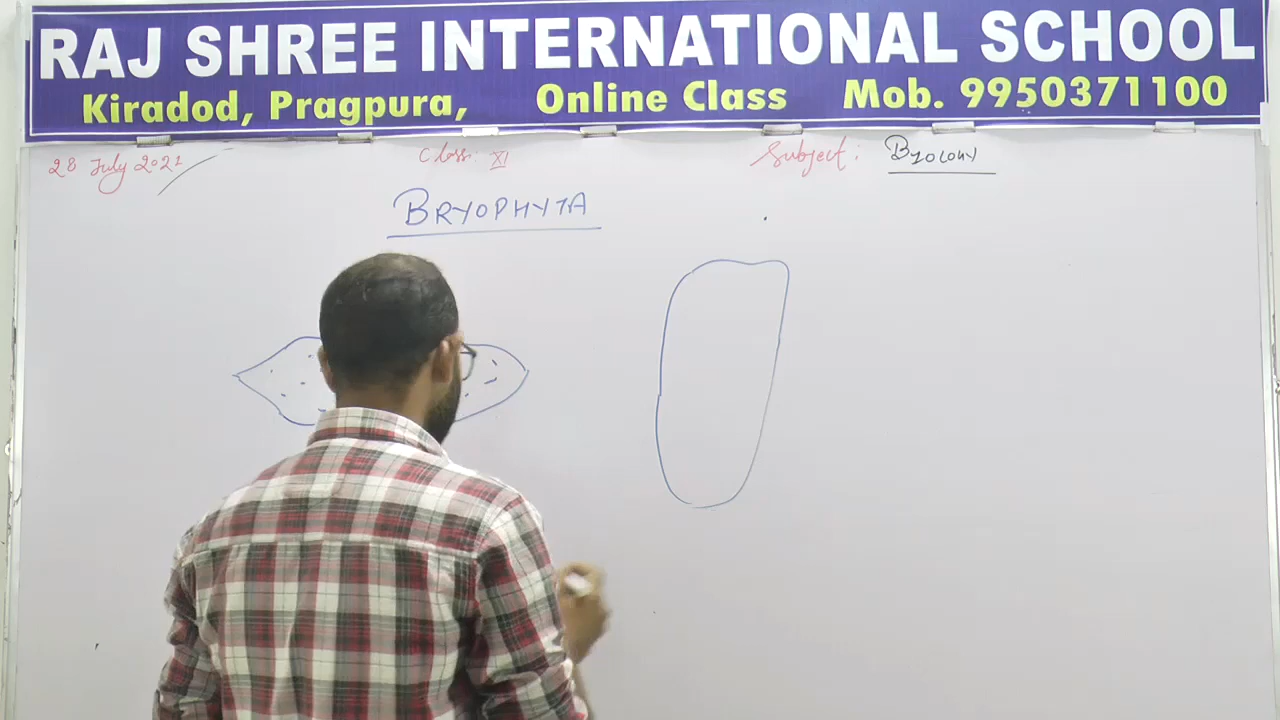 RAJ SHREE INTERNATIONAL SCHOOL
Kiradod, Pragpura, Online Class Mob. 9950371100
28 July 2021 Class: XI Subject: BIOLOGY
BRYOPHYTA